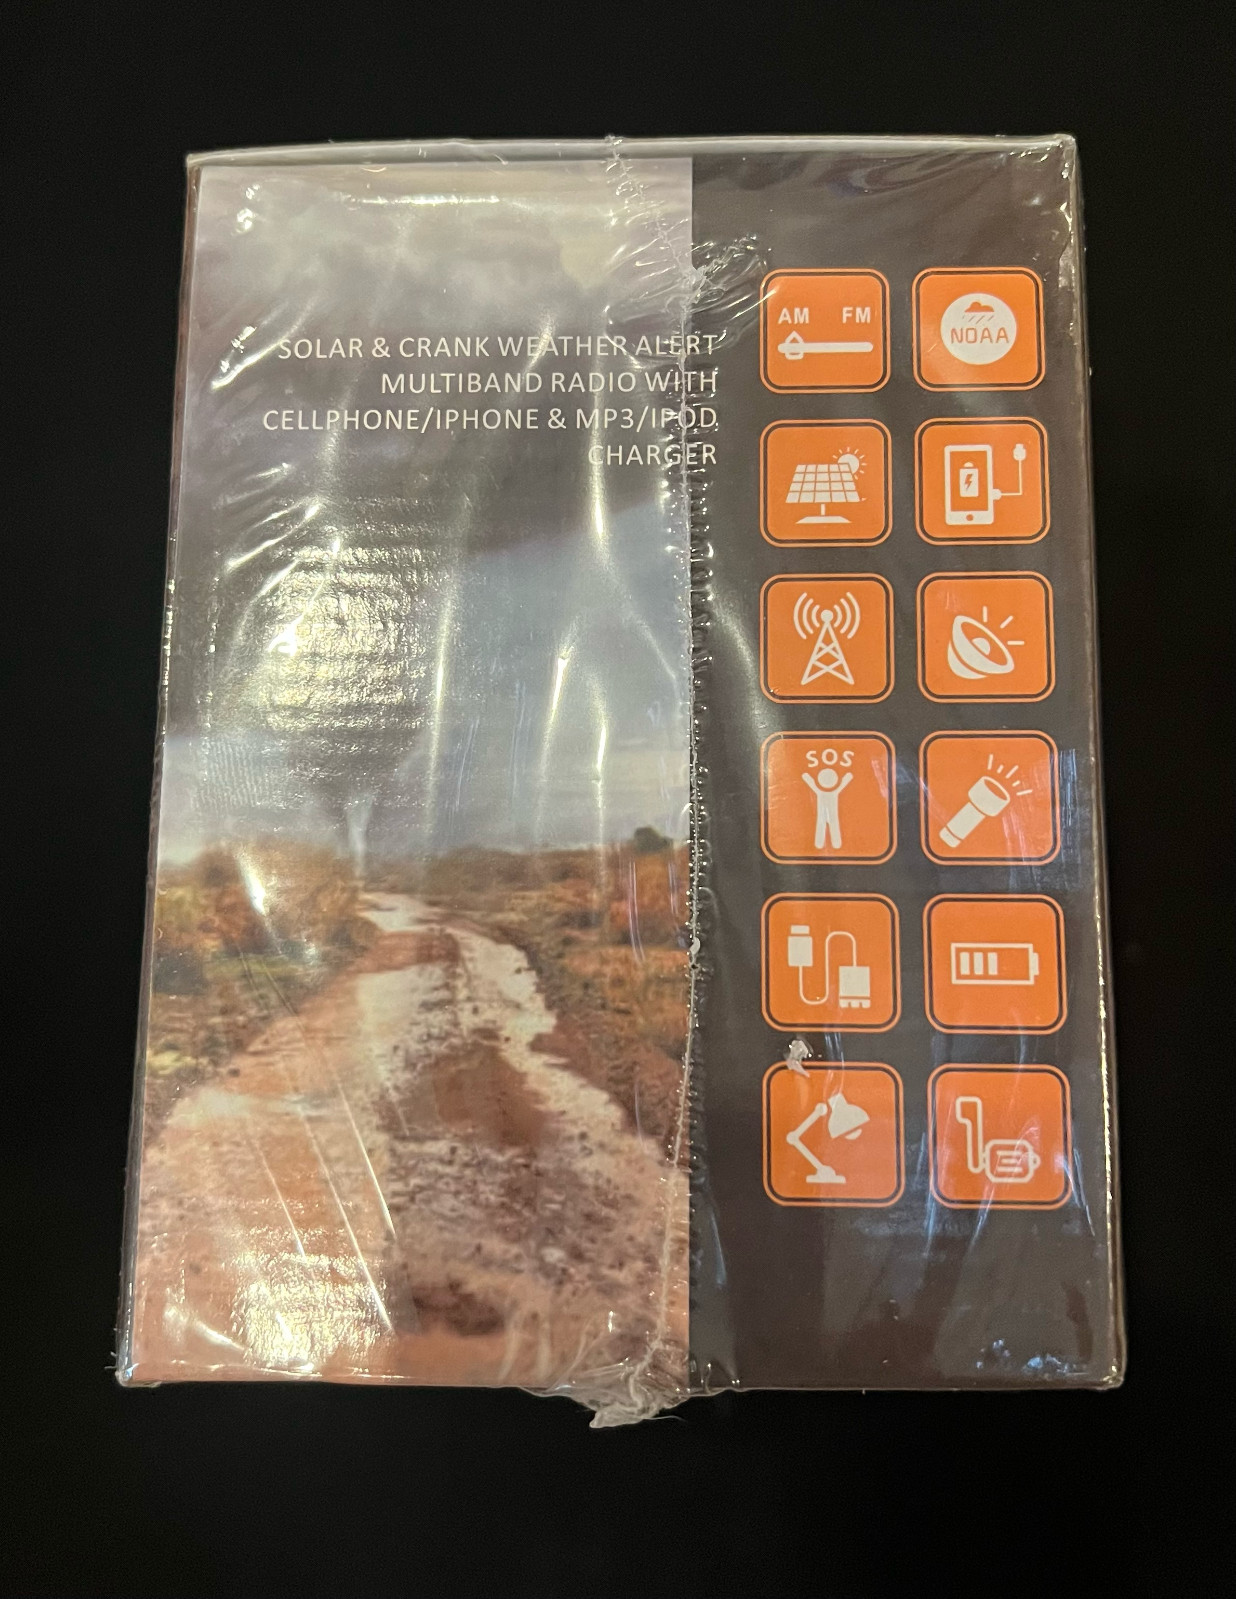 SOLAR & CRANK WEATHER ALERT
MULTIBAND RADIO WITH
CELLPHONE/IPHONE & MP3/IPOD
CHARGER
AM FM
NOAA
SOS